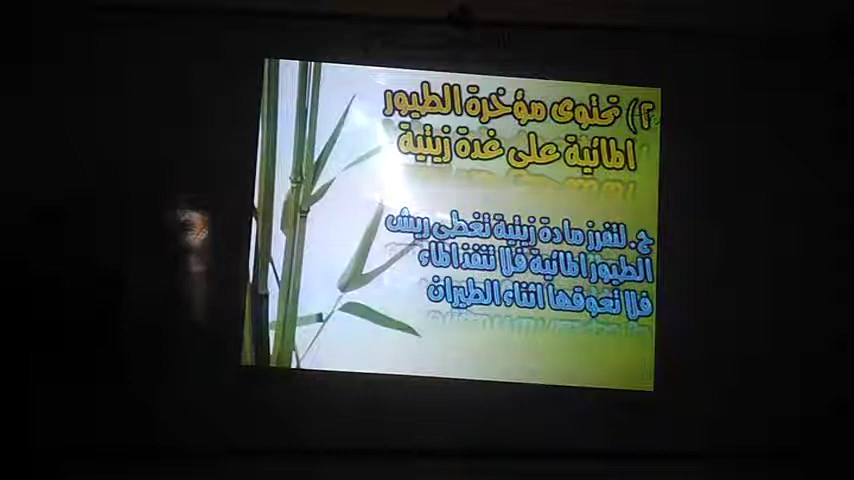 ٢) تحتوى مؤخرة الطيور
المائية على غدة زيتية
ج. لتفرز مادة زيتية تغطى ريش
الطيور المائية فلا تنفذ الماء
فلا تعوقها اثناء الطيران